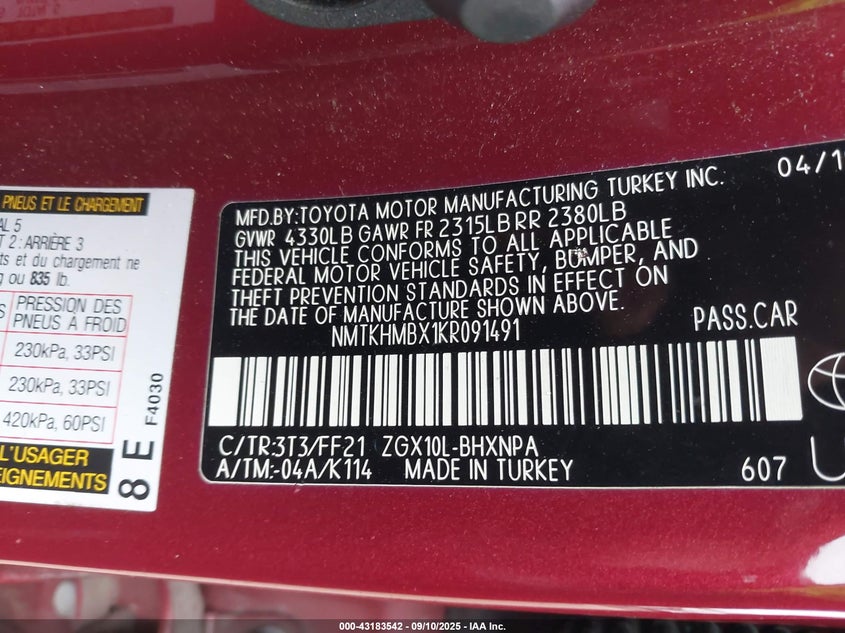 PNEUS ET LE CHARGEMENT
AL 5
T 2 : ARRIÈRE 3
ts et du chargement ne
g ou 835 lb.
PRESSION DES
PNEUS À FROID
230kPa, 33PSI
230kPa, 33PSI
420kPa, 60PSI
L'USAGER
EIGNEMENTS
8 E
F4030
04/1
MFD.BY:TOYOTA MOTOR MANUFACTURING TURKEY INC.
GVWR 4330LB GAWR FR 2315LB RR 2380LB
THIS VEHICLE CONFORMS TO ALL APPLICABLE
FEDERAL MOTOR VEHICLE SAFETY, BUMPER, AND
THEFT PREVENTION STANDARDS IN EFFECT ON
THE DATE OF MANUFACTURE SHOWN ABOVE.
NMTKHMBX1KR091491
PASS.CAR
C/TR:3T3/FF21 ZGX10L-BHXNPA
A/TM:-04A/K114 MADE IN TURKEY
607
U
000-43183542 - 09/10/2025 - IAA Inc.